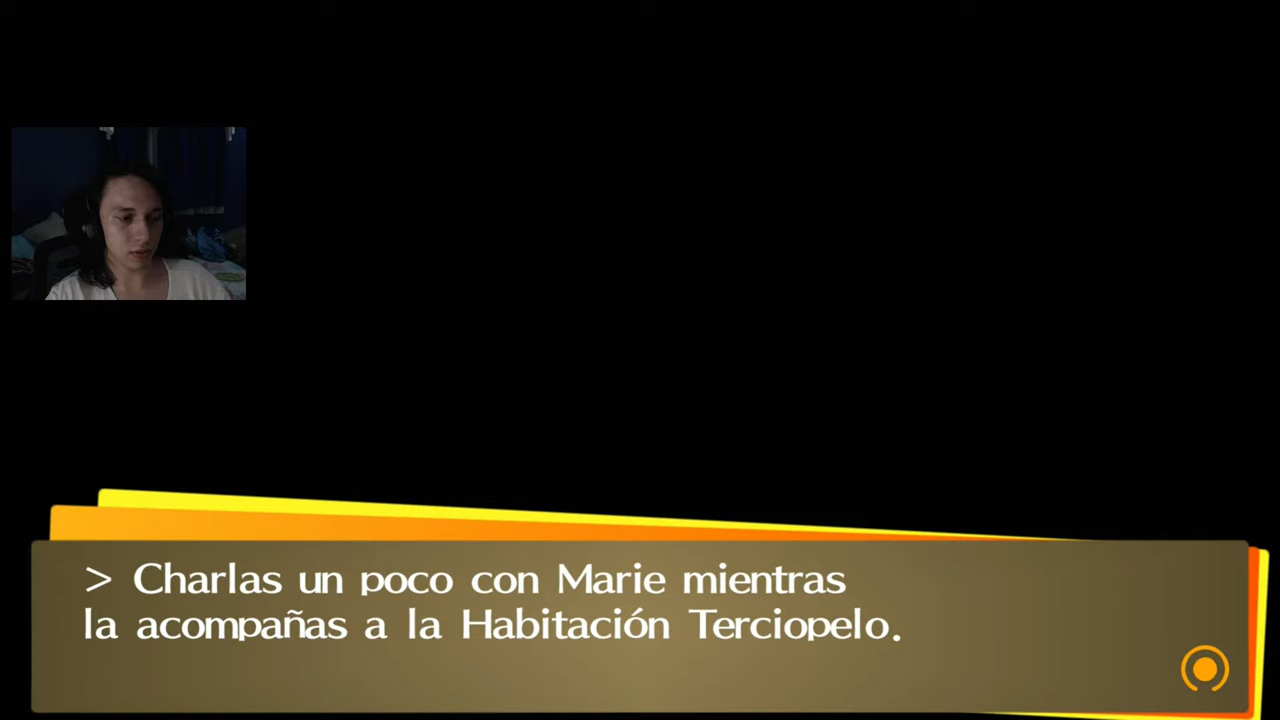 > Charlas un poco con Marie mientras
la acompañas a la Habitación Terciopelo.